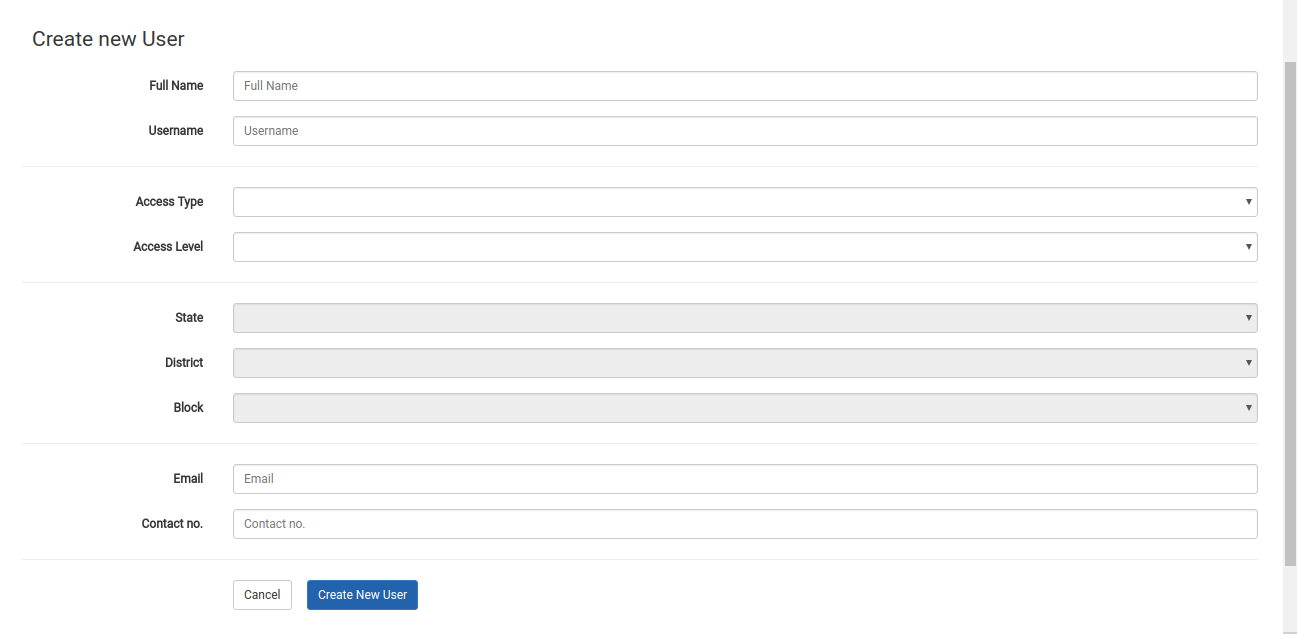 Create new User
Full Name Full Name
Username Username
Access Type
Access Level
State
District
Block
Email Email
Contact no. Contact no.
Cancel Create New User